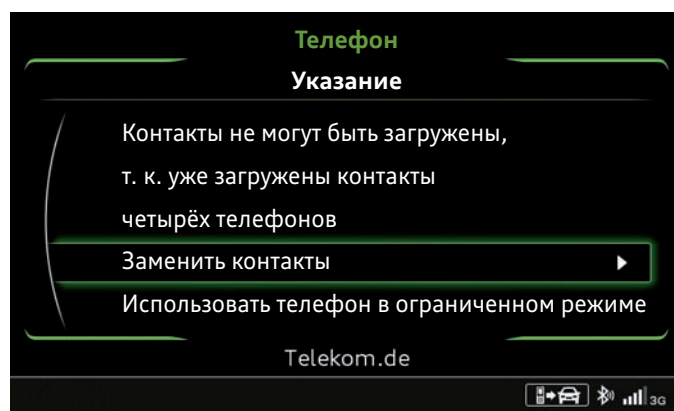 Телефон
Указание
Контакты не могут быть загружены,
т. к. уже загружены контакты
четырёх телефонов
Заменить контакты
Использовать телефон в ограниченном режиме
Telekom.de
3G